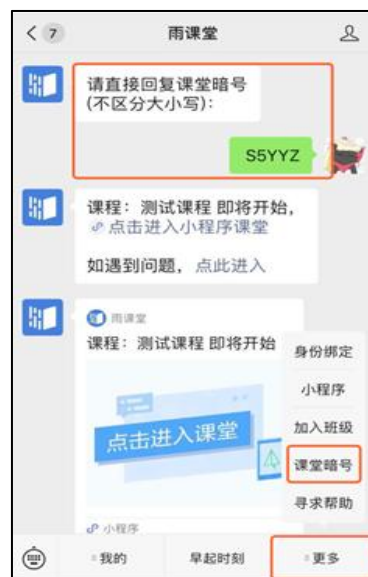 7
雨课堂
请直接回复课堂暗号
(不区分大小写)：
S5YYZ
课程：测试课程 即将开始，
点击进入小程序课堂
如遇到问题，点此进入
雨课堂
课程：测试课程 即将开始
点击进入课堂
小程序
身份绑定
小程序
加入班级
课堂暗号
寻求帮助
我的
早起时刻
更多